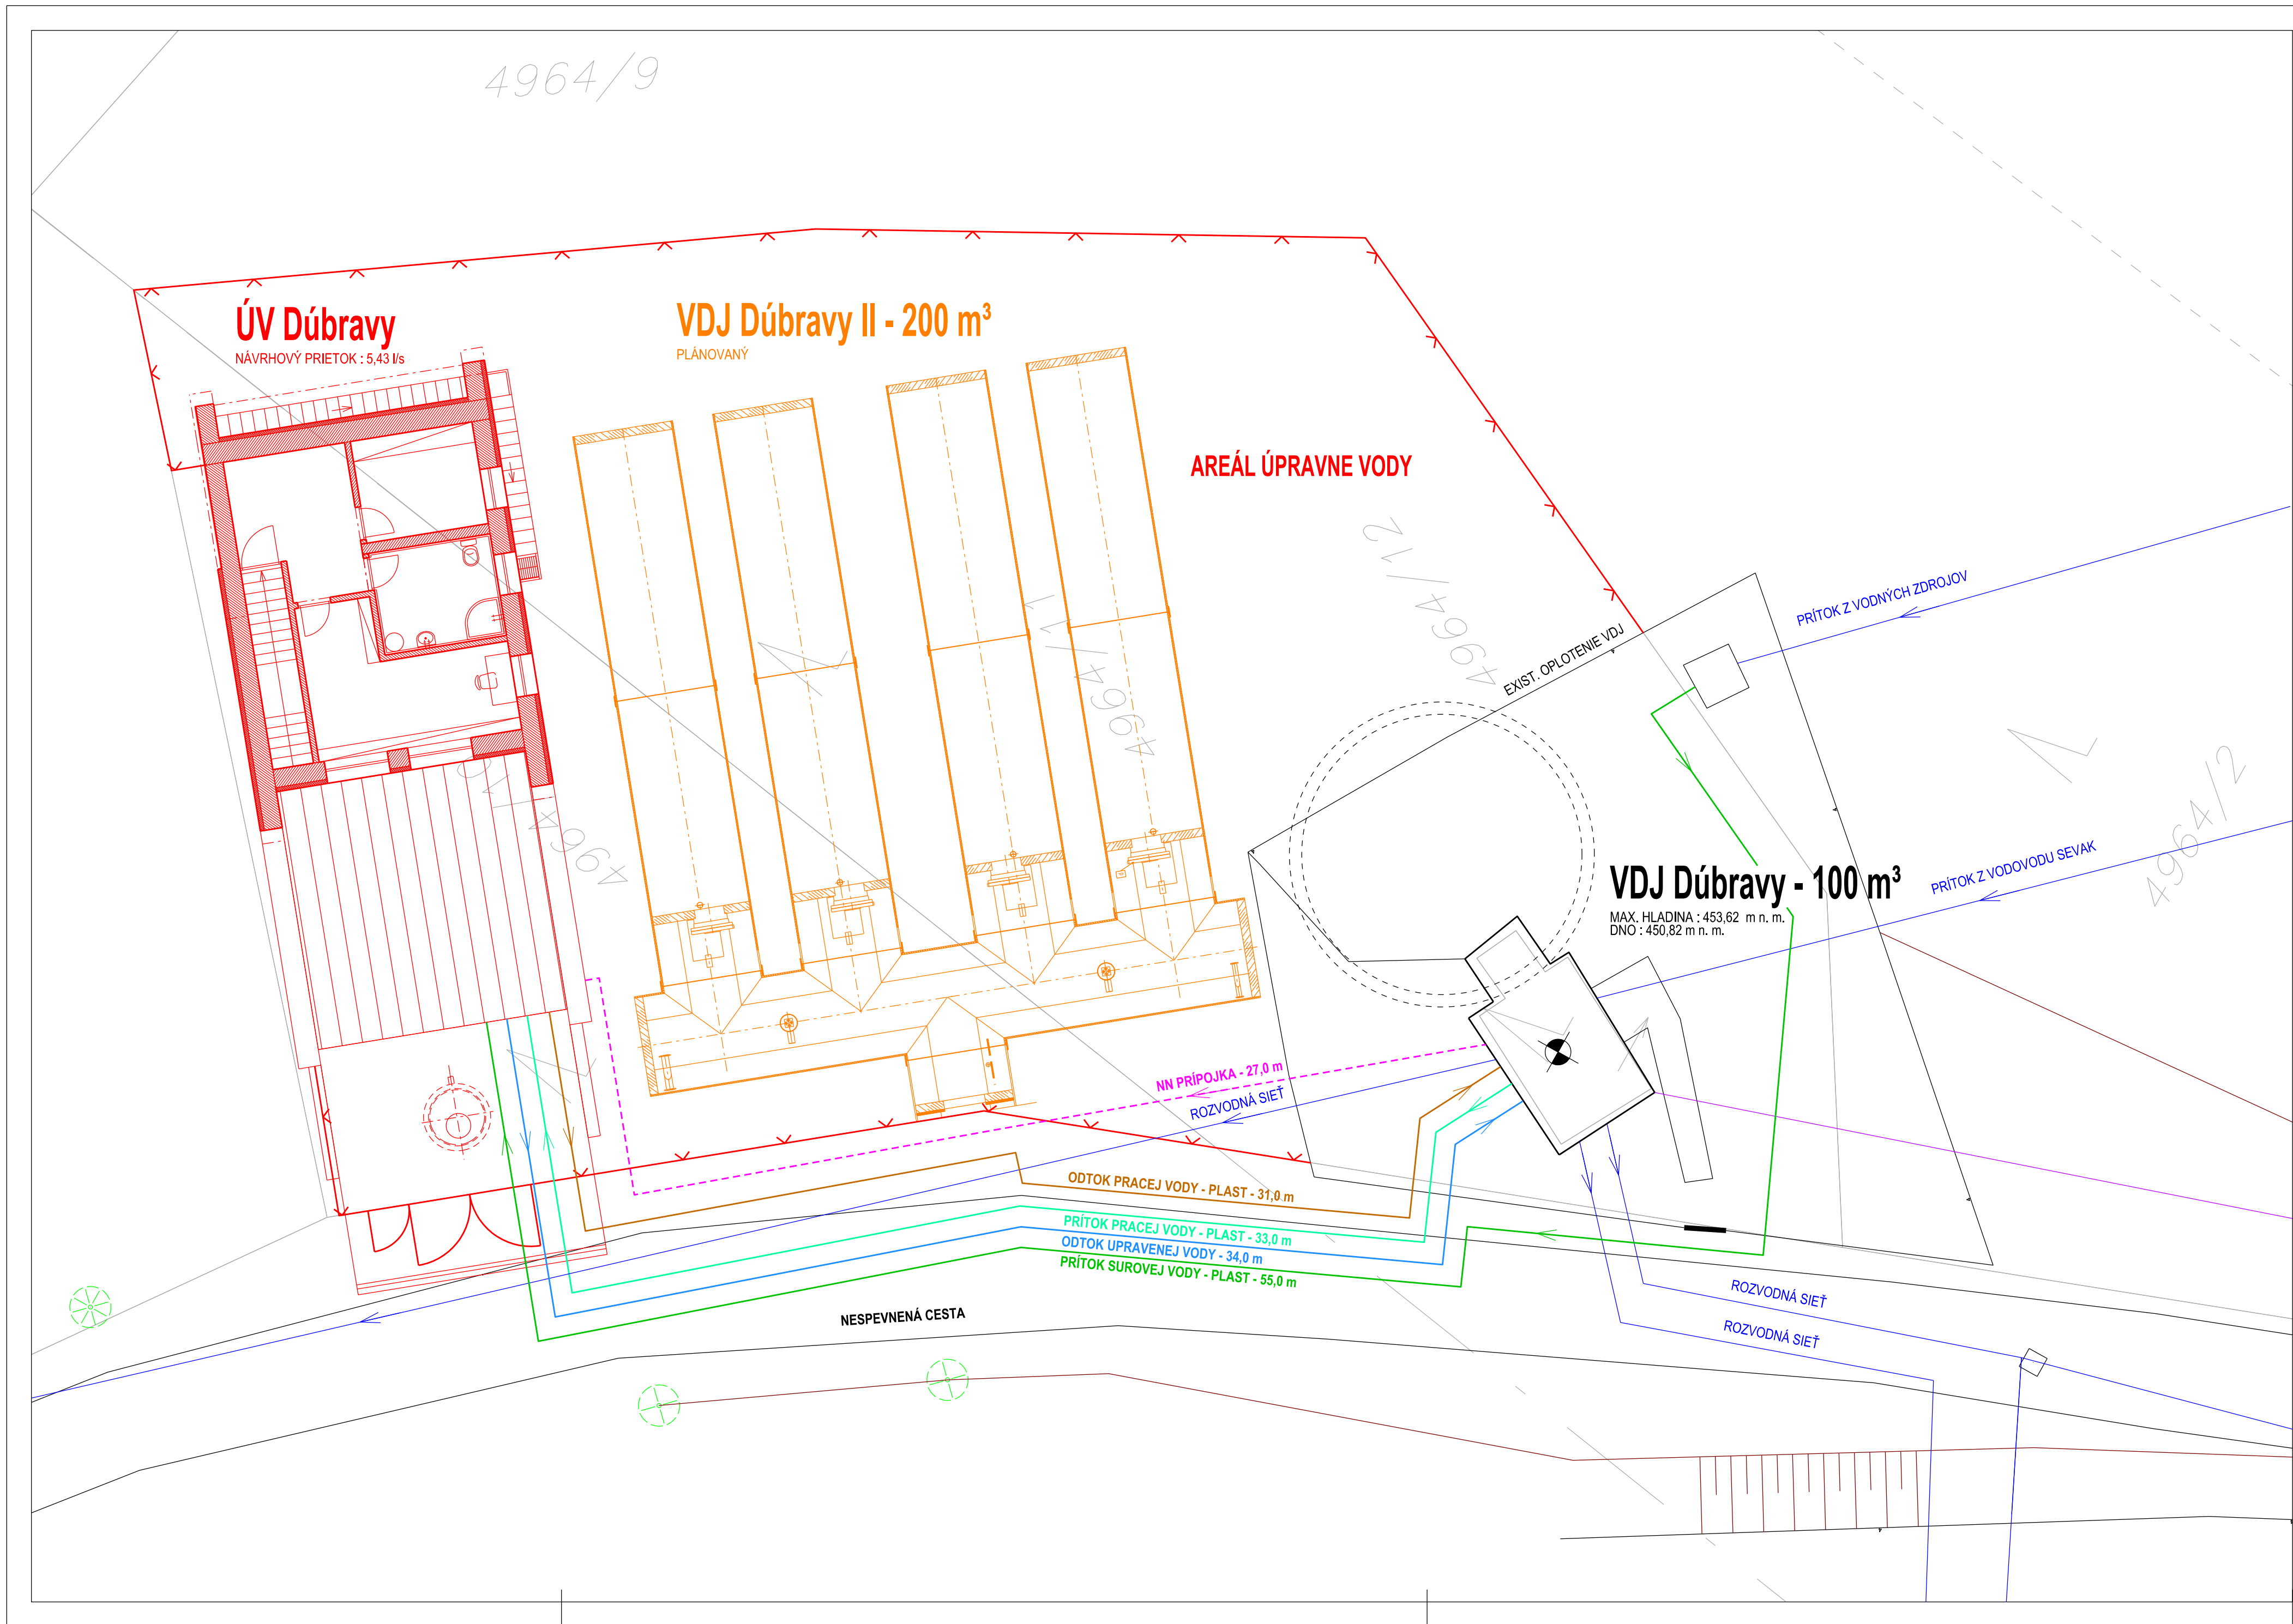 4964/9
ÚV Dúbravy
NÁVRHOVÝ PRIETOK : 5,43 l/s
VDJ Dúbravy II - 200 m³
PLÁNOVANÝ
AREÁL ÚPRAVNE VODY
4964/12
4964/11
EXIST. OPLOTENIE VDJ
PRÍTOK Z VODNÝCH ZDROJOV
4964/2
PRÍTOK Z VODOVODU SEVAK
VDJ Dúbravy - 100 m³
MAX. HLADINA : 453,62 m n. m.
DNO : 450,82 m n. m.
NN PRÍPOJKA - 27,0 m
ROZVODNÁ SIEŤ
ODTOK PRACEJ VODY - PLAST - 31,0 m
PRÍTOK PRACEJ VODY - PLAST - 33,0 m
ODTOK UPRAVENEJ VODY - 34,0 m
PRÍTOK SUROVEJ VODY - PLAST - 55,0 m
NESPEVNENÁ CESTA
ROZVODNÁ SIEŤ
ROZVODNÁ SIEŤ